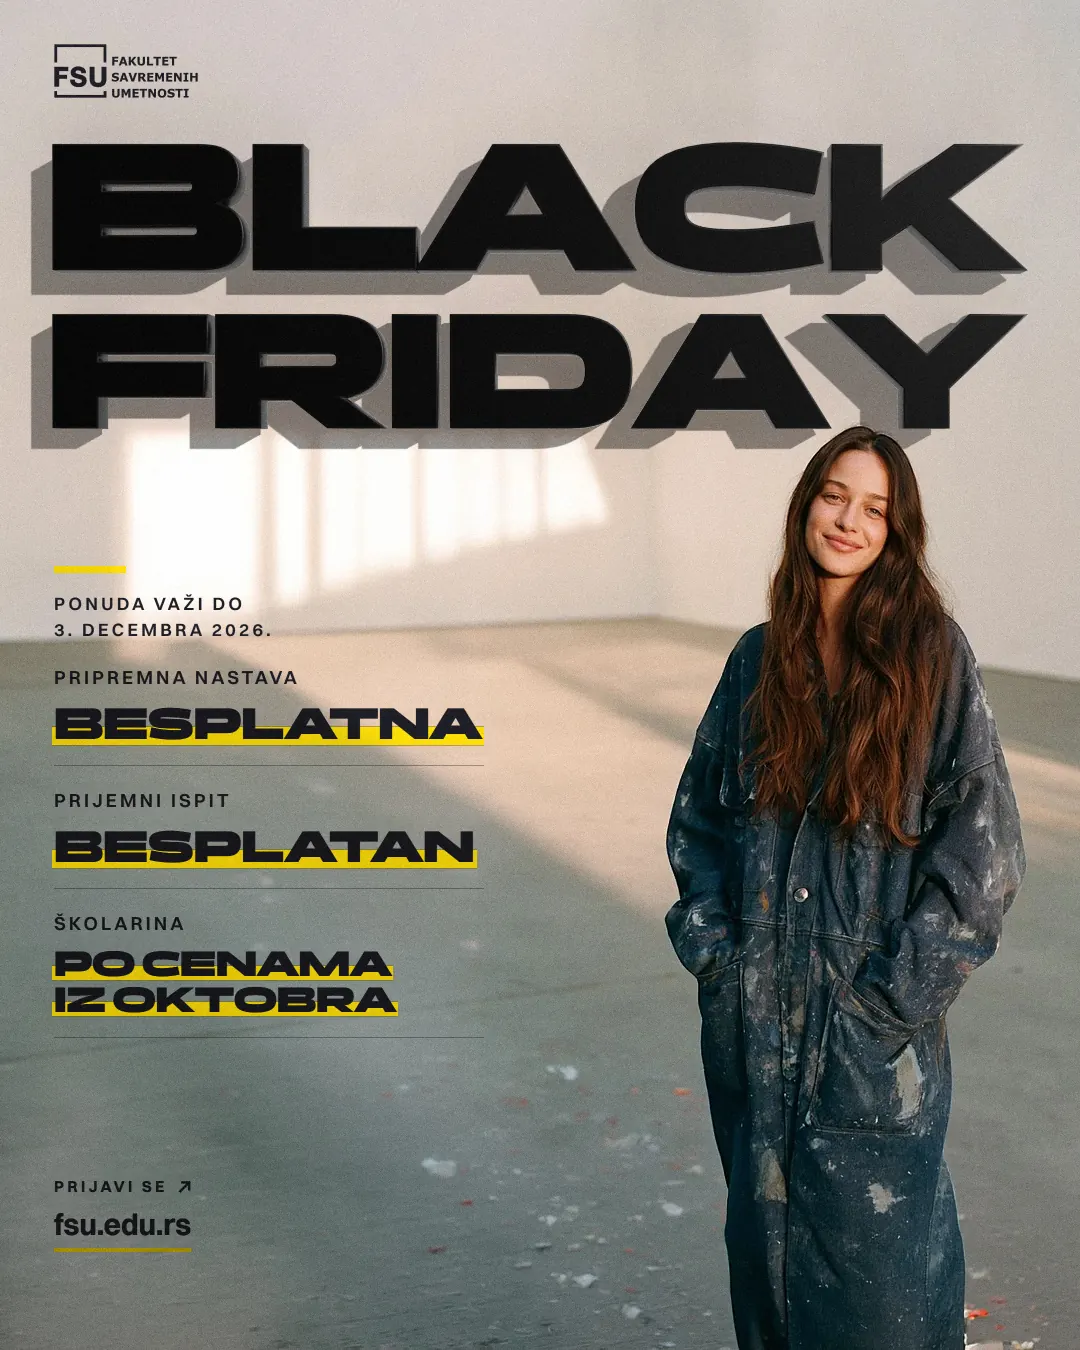 FSU
FAKULTET
SAVREMENIH
UMETNOSTI
BLACK
FRIDAY
PONUDA VAŽI DO
3. DECEMBRA 2026.
PRIPREMNA NASTAVA
BESPLATNA
PRIJEMNI ISPIT
BESPLATAN
ŠKOLARINA
PO CENAMA
IZ OKTOBRA
PRIJAVI SE ↗
fsu.edu.rs